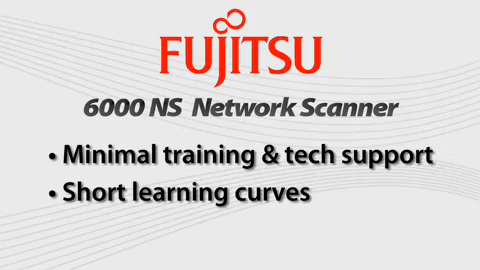 FUJITSU
6000 NS Network Scanner
• Minimal training & tech support
• Short learning curves